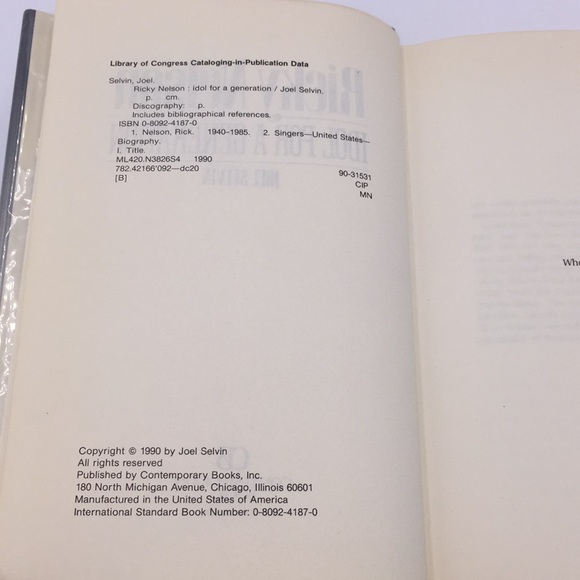 Library of Congress Cataloging-in-Publication Data
Selvin, Joel.
Ricky Nelson : idol for a generation / Joel Selvin.
p. cm.
Discography: p.
Includes bibliographical references.
ISBN 0-8092-4187-0
1. Nelson, Rick. 1940-1985. 2. Singers—United States—
Biography.
I. Title.
ML420.N3826S4 1990
782.42166'092—dc20 90-31531
[B] CIP
MN
Copyright © 1990 by Joel Selvin
All rights reserved
Published by Contemporary Books, Inc.
180 North Michigan Avenue, Chicago, Illinois 60601
Manufactured in the United States of America
International Standard Book Number: 0-8092-4187-0